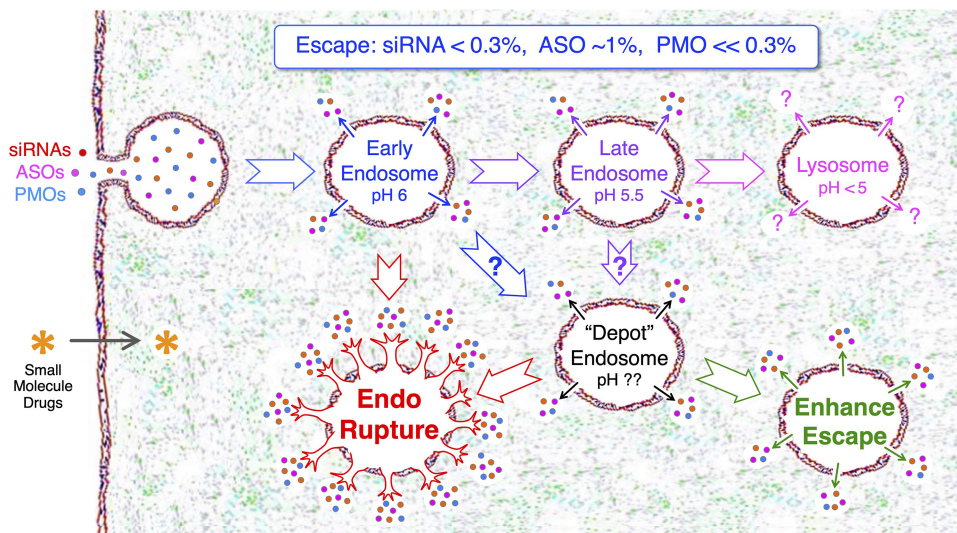 Escape: siRNA < 0.3%, ASO ~1%, PMO << 0.3%
siRNAs
ASOs
PMOs
Early
Endosome
pH 6
Late
Endosome
pH 5.5
?
?
Lysosome
pH < 5
?
?
?
?
*
*
Small
Molecule
Drugs
"Depot"
Endosome
pH ??
Endo
Rupture
Enhance
Escape